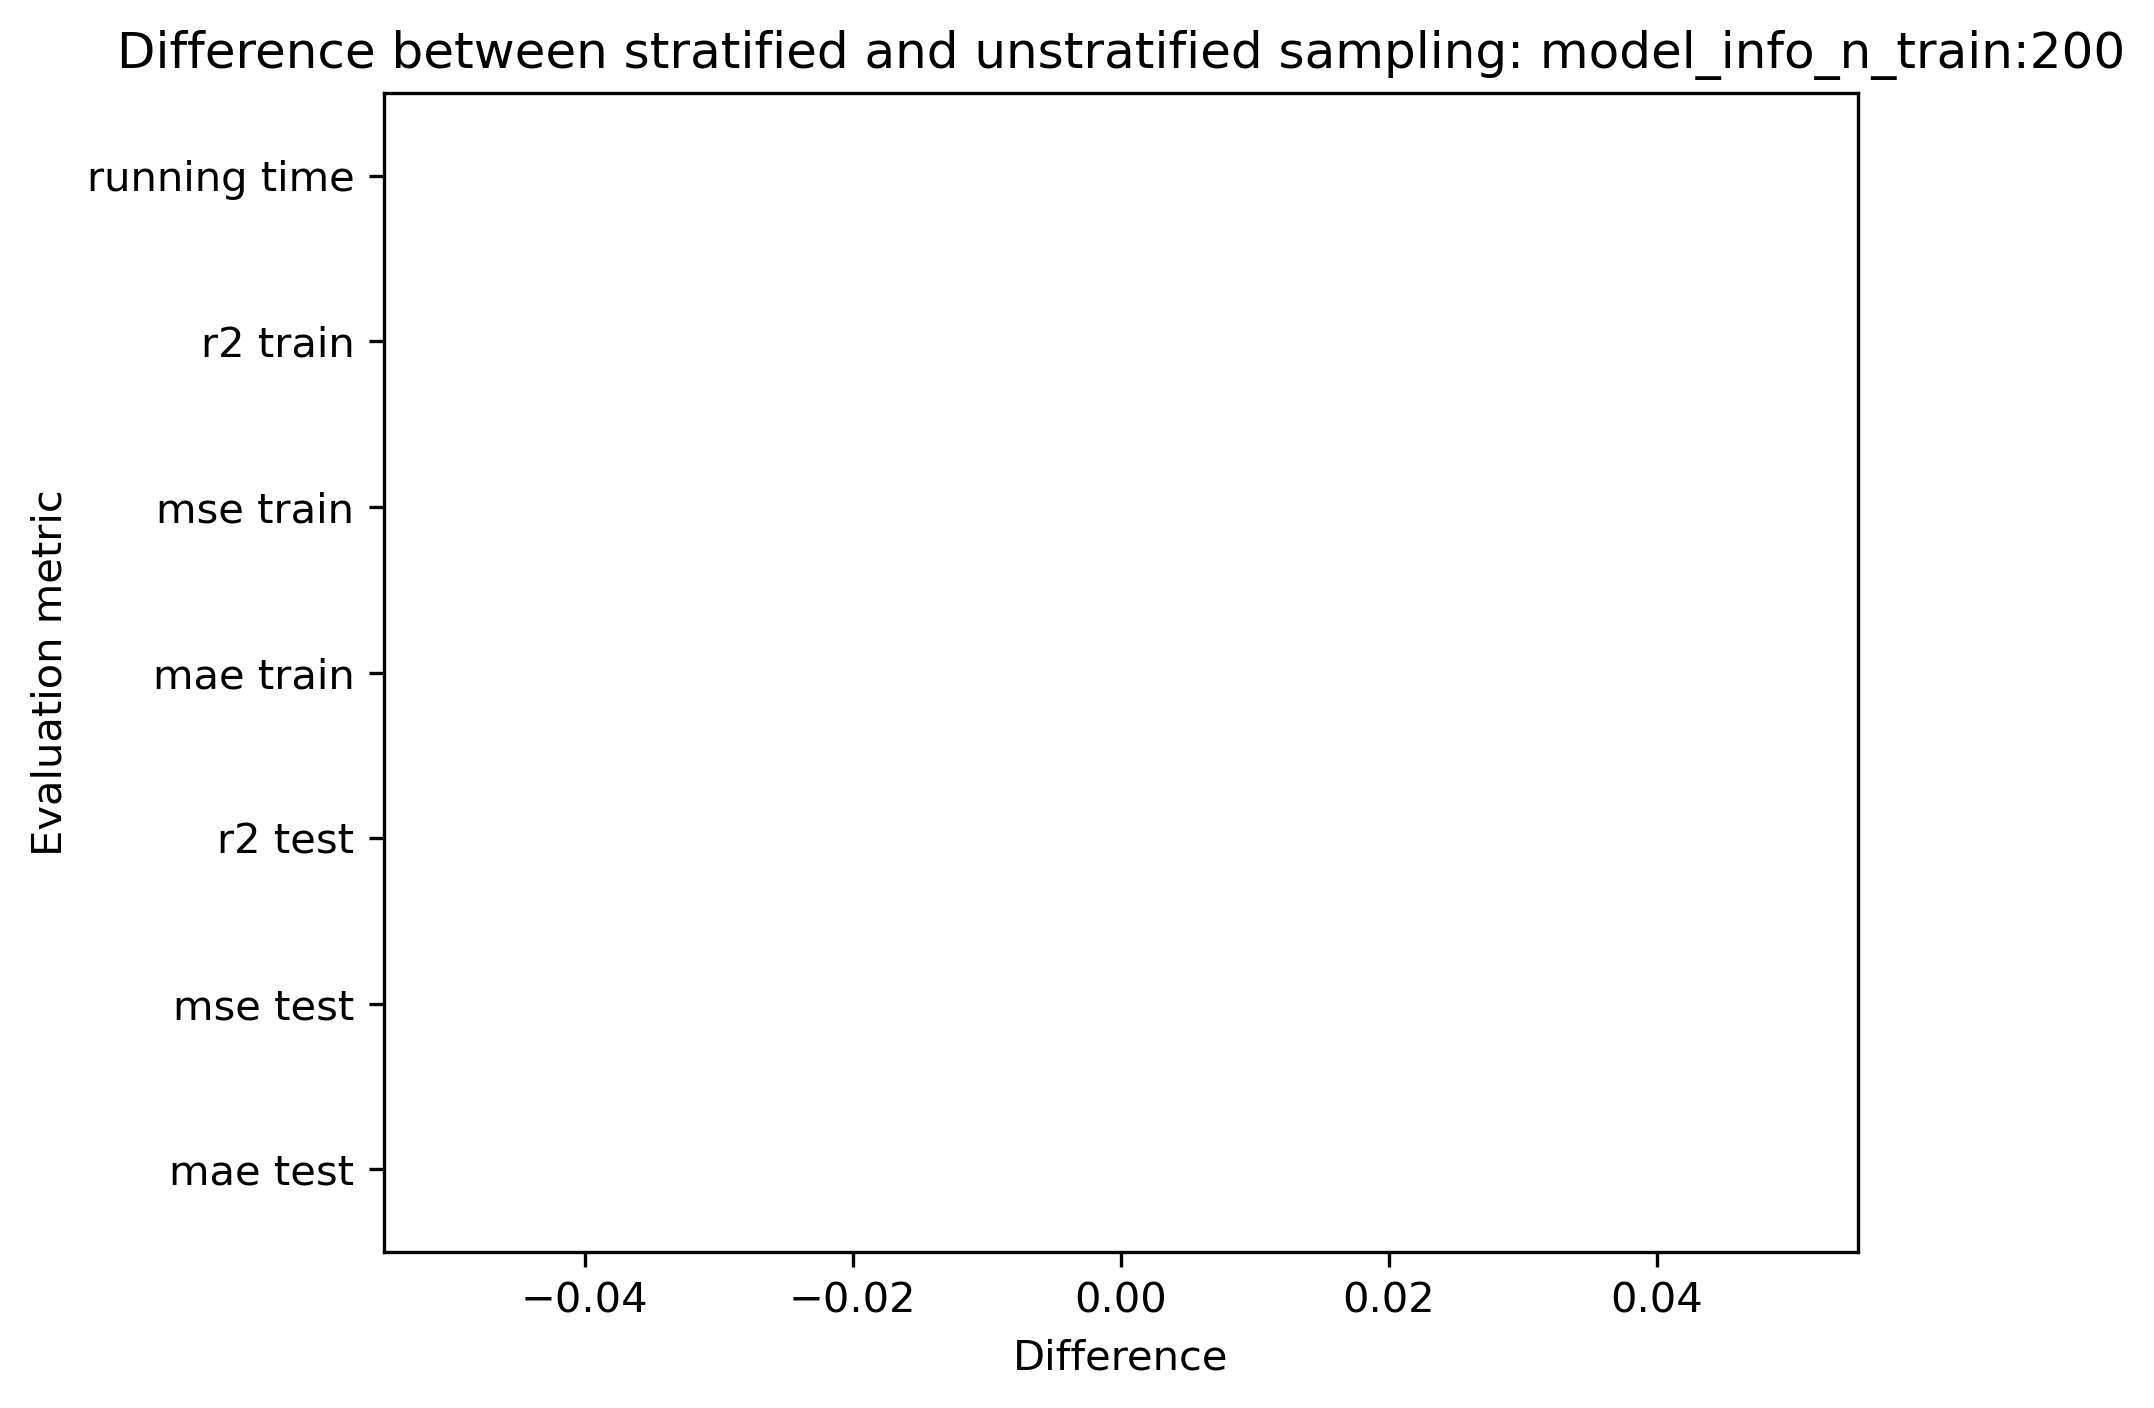 Difference between stratified and unstratified sampling: model_info_n_train:200
running time
r2 train
mse train
mae train
r2 test
mse test
mae test
Evaluation metric
−0.04 −0.02 0.00 0.02 0.04
Difference